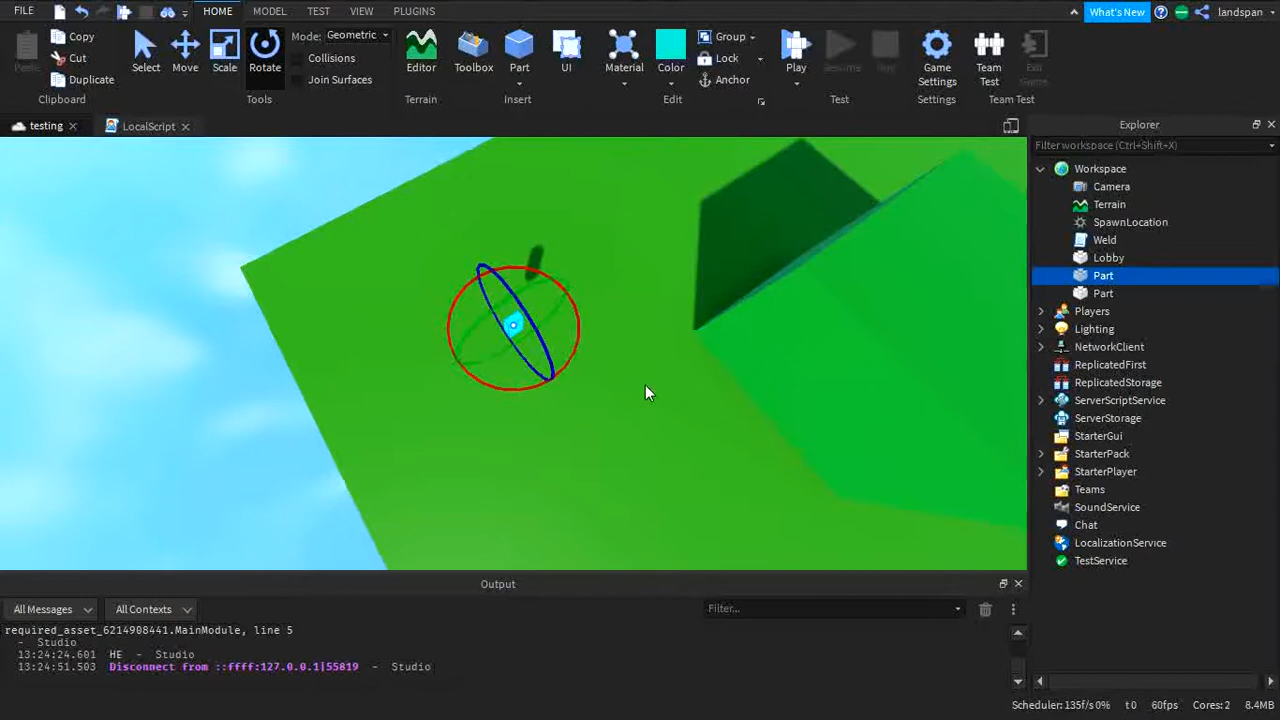 FILE HOME MODEL TEST VIEW PLUGINS What's New landspan
Copy
Cut
Duplicate
Paste
Clipboard
Select Move Scale Rotate
Mode: Geometric
Collisions
Join Surfaces
Tools
Editor
Terrain
Toolbox Part UI
Insert
Material Color
Group
Lock
Anchor
Edit
Play
Test
Game
Settings
Settings
Team
Test
Exit
Game
Team Test
testing LocalScript
Explorer
Filter workspace (Ctrl+Shift+X)
Workspace
Camera
Terrain
SpawnLocation
Weld
Lobby
Part
Part
Players
Lighting
NetworkClient
ReplicatedFirst
ReplicatedStorage
ServerScriptService
ServerStorage
StarterGui
StarterPack
StarterPlayer
Teams
SoundService
Chat
LocalizationService
TestService
Output
All Messages All Contexts Filter...
required_asset_6214908441.MainModule, line 5
- Studio
13:24:24.601 HE - Studio
13:24:51.503 Disconnect from ::ffff:127.0.0.1|55819 - Studio
Scheduler: 135f/s 0% t 0 60fps Cores: 2 8.4MB